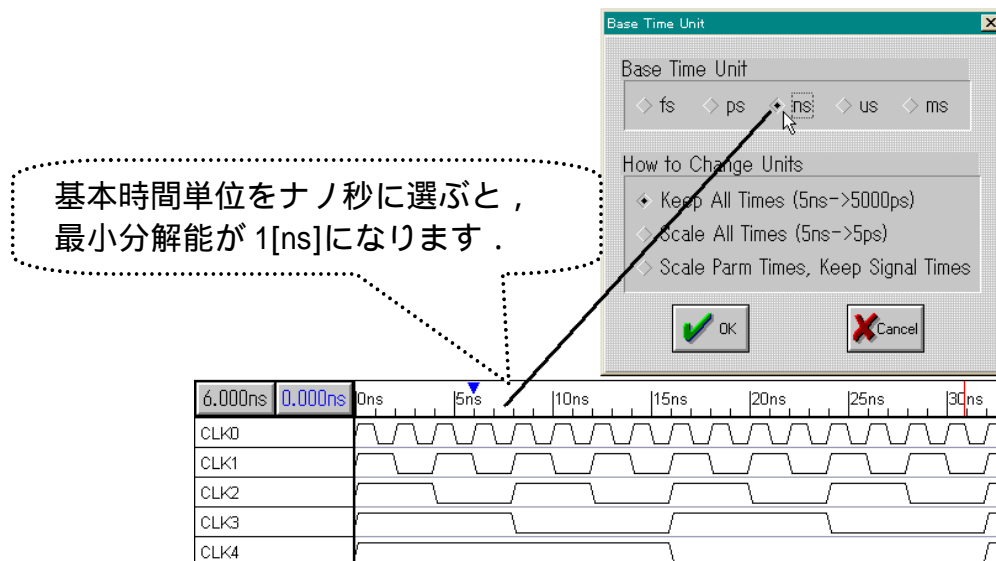 Base Time Unit
Base Time Unit
fs ps ns us ms
How to Change Units
Keep All Times (5ns->5000ps)
Scale All Times (5ns->5ps)
Scale Parm Times, Keep Signal Times
OK Cancel
基本時間単位をナノ秒に選ぶと，
最小分解能が 1[ns]になります．
6.000ns 0.000ns 0ns 5ns 10ns 15ns 20ns 25ns 30ns
CLK0
CLK1
CLK2
CLK3
CLK4